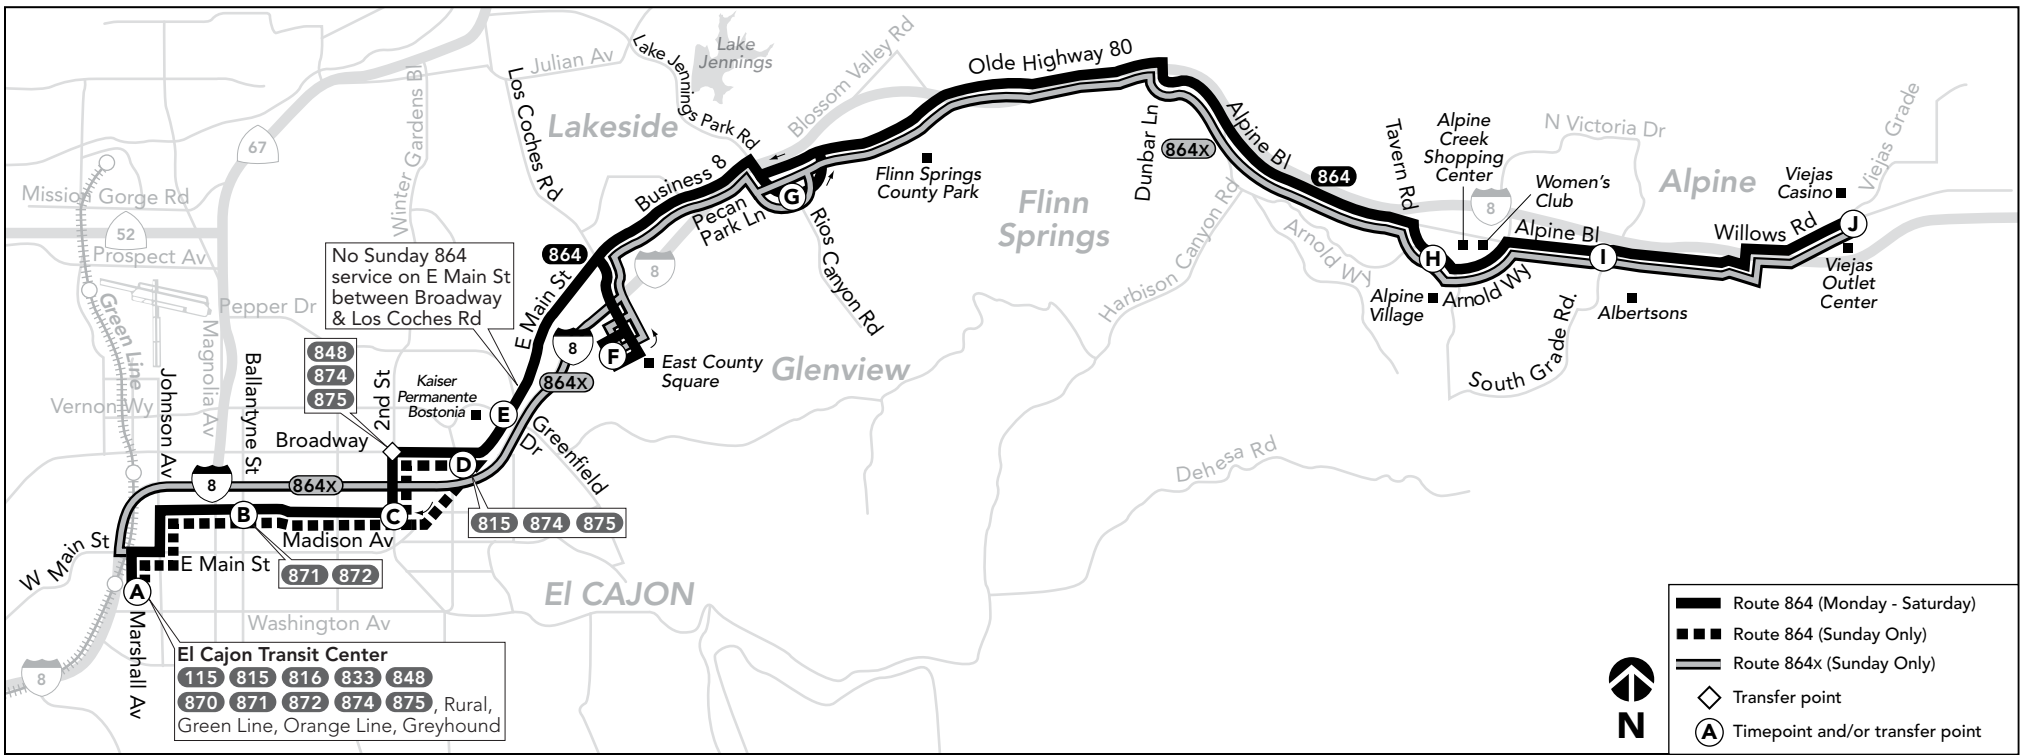 Lake Jennings Park Rd
Lake
Jennings
Blossom Valley Rd
Olde Highway 80
Julian Av
Los Coches Rd
Winter Gardens Bl
Lakeside
67
Mission Gorge Rd
52
Prospect Av
Business 8
Pecan
Park Ln
G
Rios Canyon Rd
Flinn Springs
County Park
Flinn
Springs
Dunbar Ln
864X
Alpine Bl
864
Harbison Canyon Rd
Arnold Wy
Tavern Rd
Alpine
Creek
Shopping
Center
8
Women's
Club
N Victoria Dr
Alpine
Viejas
Casino
Viejas Grade
J
Willows Rd
Alpine Bl
H
I
Viejas
Outlet
Center
Alpine
Village
Arnold Wy
South Grade Rd.
Albertsons
No Sunday 864
service on E Main St
between Broadway
& Los Coches Rd
864
E Main St
8
8
F
East County
Square
Glenview
864X
Green Line
Pepper Dr
Magnolia Av
Vernon Wy
Johnson Av
Ballantyne St
848
874
875
2nd St
Kaiser
Permanente
Bostonia
E
Broadway
D
Greenfield
Dr
Dehesa Rd
8
864X
B
C
815 874 875
Madison Av
W Main St
E Main St
871 872
A
El CAJON
Washington Av
Marshall Av
8
El Cajon Transit Center
115 815 816 833 848
870 871 872 874 875, Rural,
Green Line, Orange Line, Greyhound
N
Route 864 (Monday - Saturday)
Route 864 (Sunday Only)
Route 864x (Sunday Only)
Transfer point
A Timepoint and/or transfer point